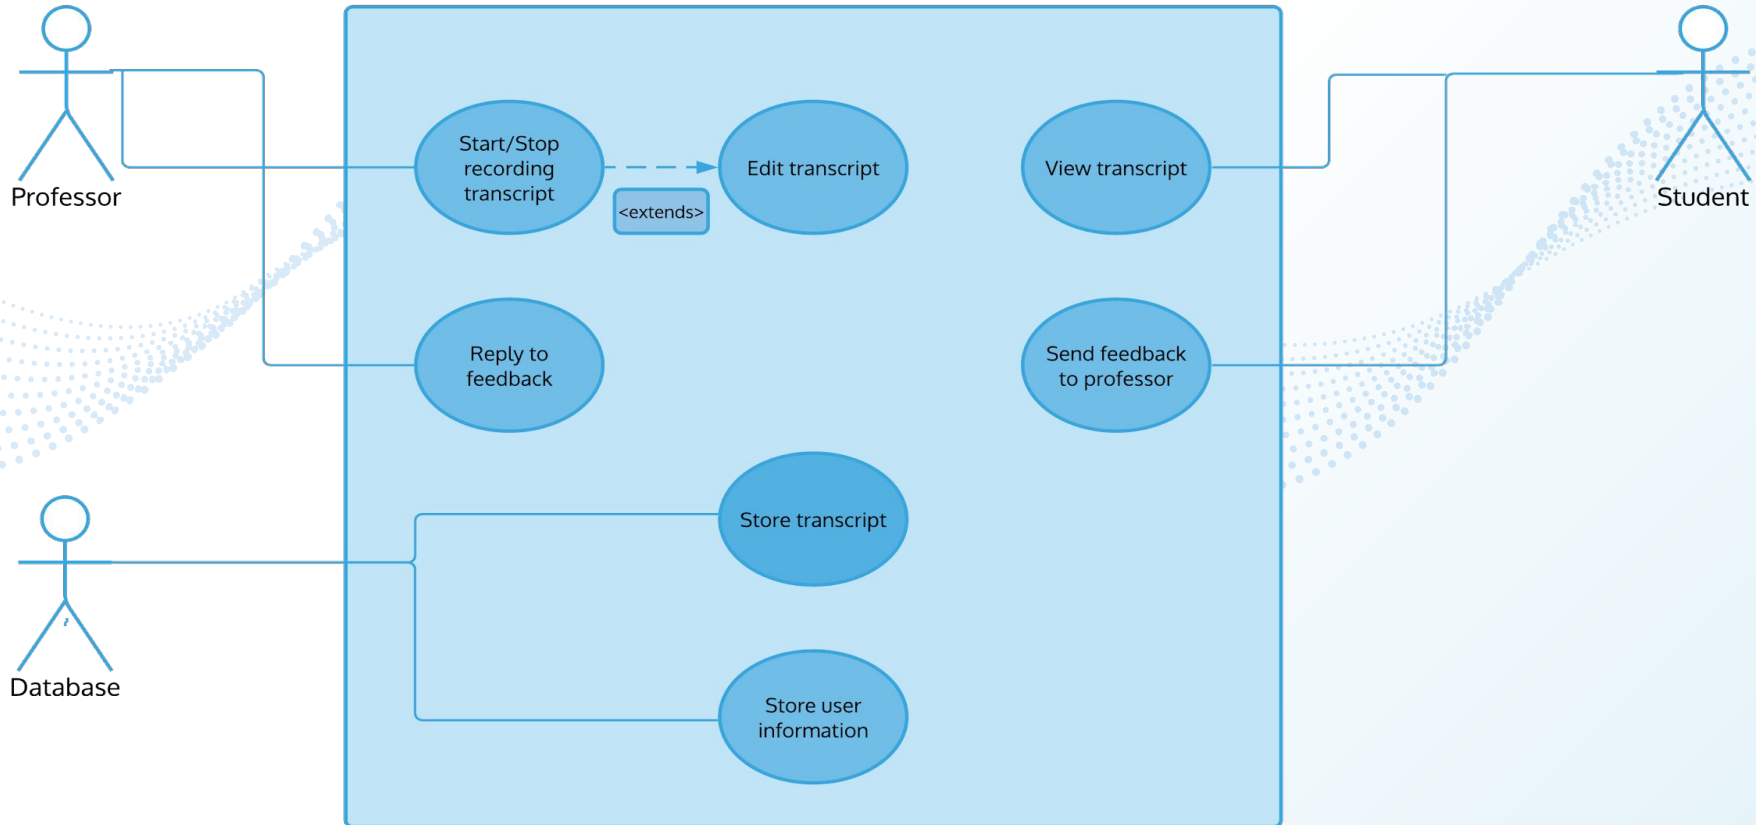 Professor
Start/Stop
recording
transcript
<extends>
Edit transcript
View transcript
Student
Reply to
feedback
Send feedback
to professor
Database
Store transcript
Store user
information